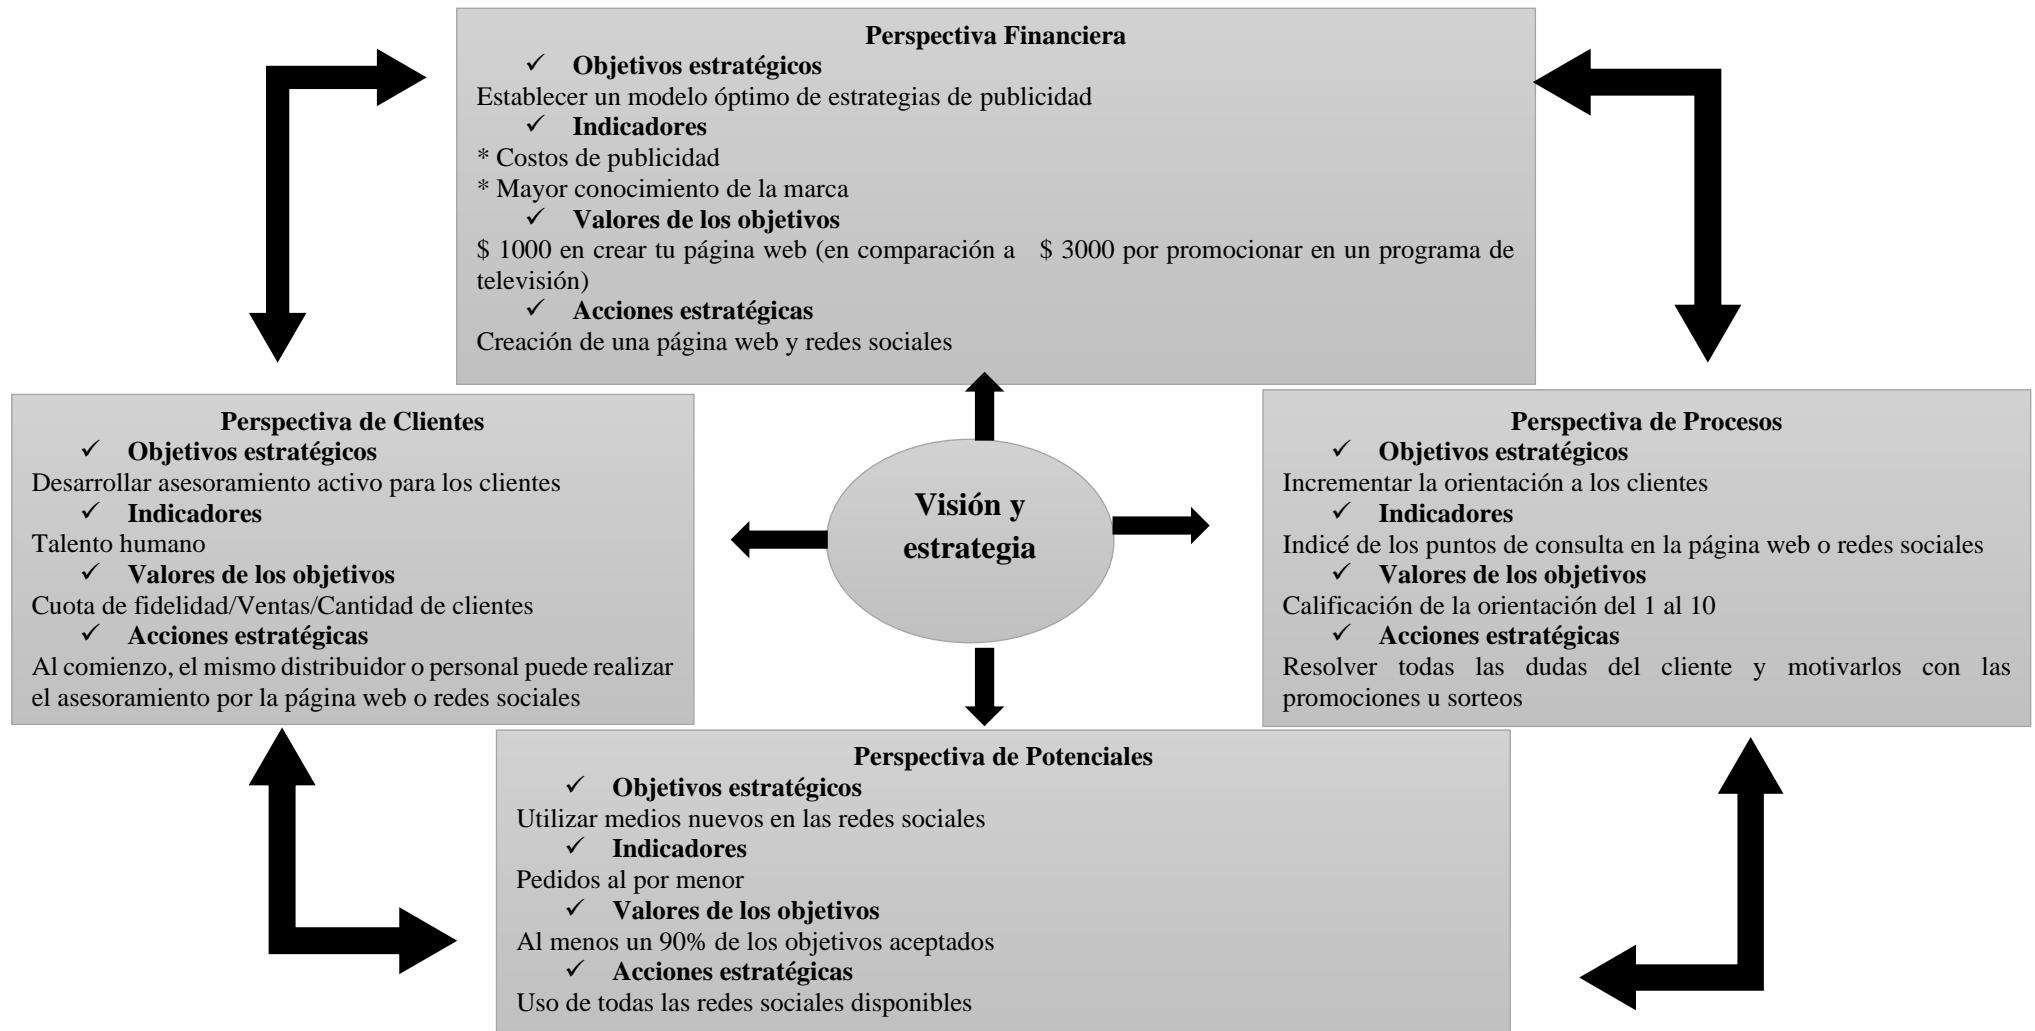 Perspectiva Financiera
✓ Objetivos estratégicos
Establecer un modelo óptimo de estrategias de publicidad
✓ Indicadores
* Costos de publicidad
* Mayor conocimiento de la marca
✓ Valores de los objetivos
$ 1000 en crear tu página web (en comparación a $ 3000 por promocionar en un programa de
televisión)
✓ Acciones estratégicas
Creación de una página web y redes sociales
Perspectiva de Clientes
✓ Objetivos estratégicos
Desarrollar asesoramiento activo para los clientes
✓ Indicadores
Talento humano
✓ Valores de los objetivos
Cuota de fidelidad/Ventas/Cantidad de clientes
✓ Acciones estratégicas
Al comienzo, el mismo distribuidor o personal puede realizar
el asesoramiento por la página web o redes sociales
Visión y
estrategia
Perspectiva de Procesos
✓ Objetivos estratégicos
Incrementar la orientación a los clientes
✓ Indicadores
Indicé de los puntos de consulta en la página web o redes sociales
✓ Valores de los objetivos
Calificación de la orientación del 1 al 10
✓ Acciones estratégicas
Resolver todas las dudas del cliente y motivarlos con las
promociones u sorteos
Perspectiva de Potenciales
✓ Objetivos estratégicos
Utilizar medios nuevos en las redes sociales
✓ Indicadores
Pedidos al por menor
✓ Valores de los objetivos
Al menos un 90% de los objetivos aceptados
✓ Acciones estratégicas
Uso de todas las redes sociales disponibles